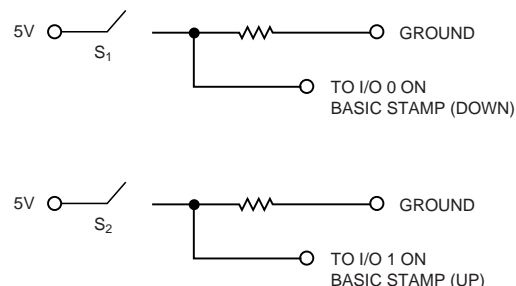 5V
S1
GROUND
TO I/O 0 ON
BASIC STAMP (DOWN)
5V
S2
GROUND
TO I/O 1 ON
BASIC STAMP (UP)